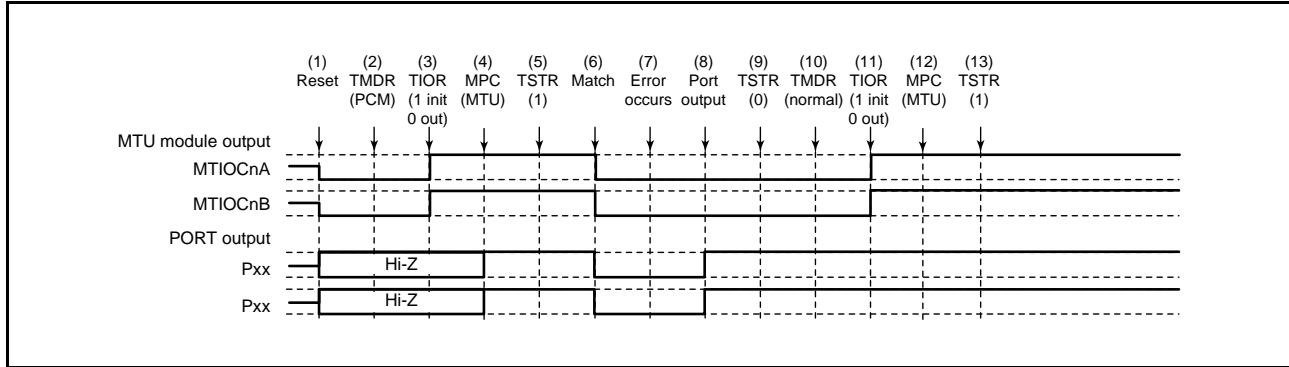 (1) (2) (3) (4) (5) (6) (7) (8) (9) (10) (11) (12) (13)
Reset TMDR TIOR MPC TSTR Match Error Port TSTR TMDR TIOR MPC TSTR
(PCM) (1 init (MTU) (1) occurs output (0) (normal) (1 init (MTU) (1)
0 out) 0 out)
MTU module output
MTIOCnA
MTIOCnB
PORT output
Pxx Hi-Z
Pxx Hi-Z